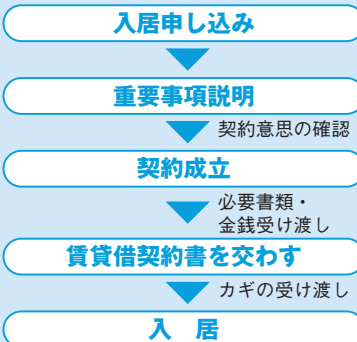 入居申し込み
重要事項説明
契約意思の確認
契約成立
必要書類・
金銭受け渡し
賃貸借契約書を交わす
カギの受け渡し
入　居